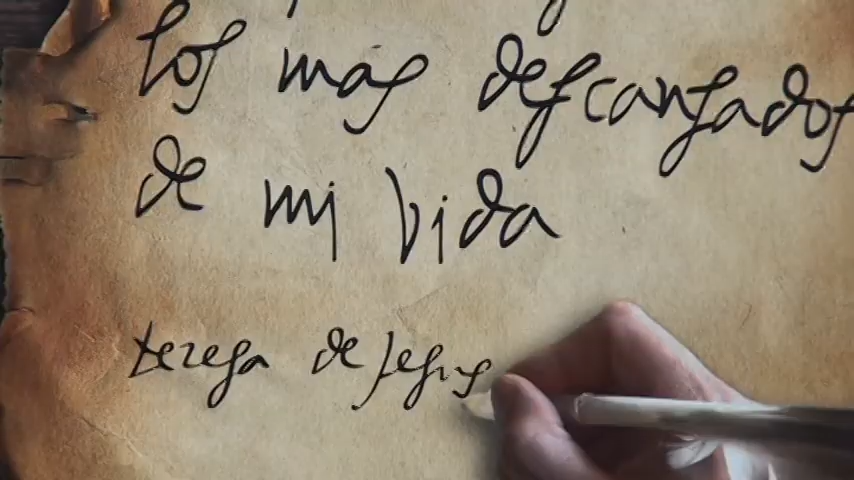 los mas descansados
de mi vida
teresa de jesus